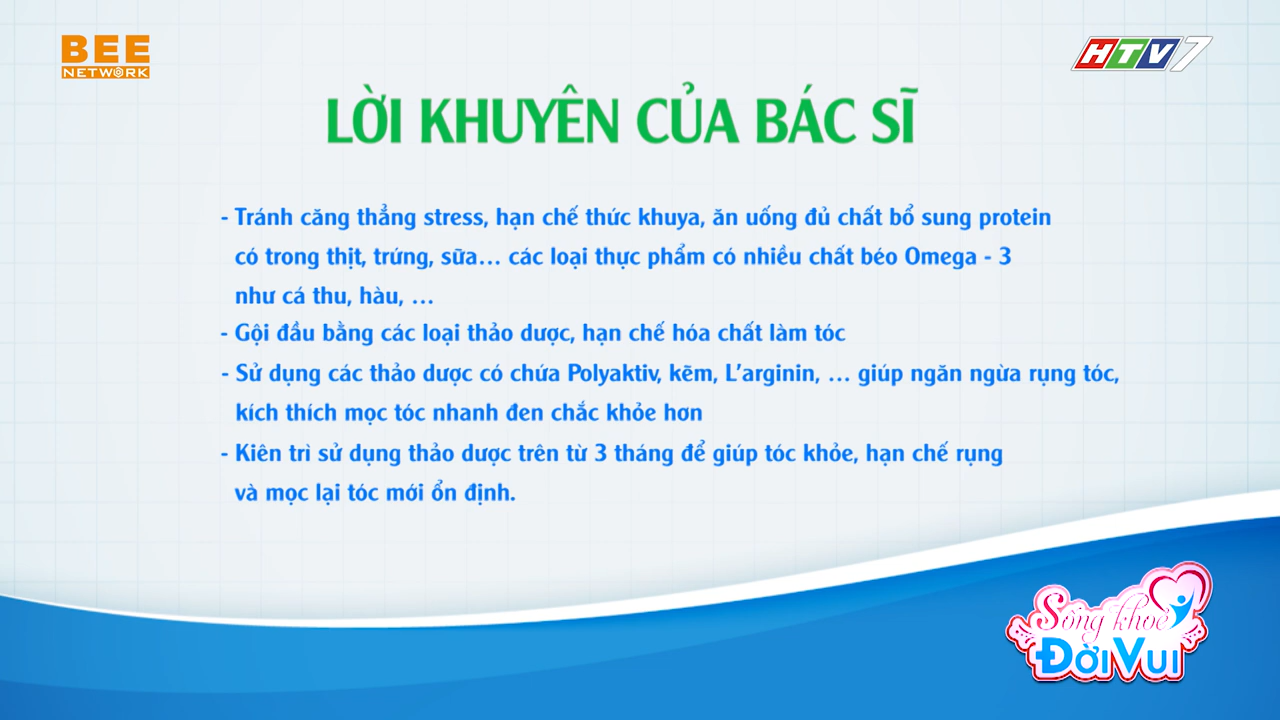 BEE
NETWORK
HTV7
LỜI KHUYÊN CỦA BÁC SĨ
- Tránh căng thẳng stress, hạn chế thức khuya, ăn uống đủ chất bổ sung protein
có trong thịt, trứng, sữa... các loại thực phẩm có nhiều chất béo Omega - 3
như cá thu, hàu, ...
- Gội đầu bằng các loại thảo dược, hạn chế hóa chất làm tóc
- Sử dụng các thảo dược có chứa Polyaktiv, kẽm, L'arginin, ... giúp ngăn ngừa rụng tóc,
kích thích mọc tóc nhanh đen chắc khỏe hơn
- Kiên trì sử dụng thảo dược trên từ 3 tháng để giúp tóc khỏe, hạn chế rụng
và mọc lại tóc mới ổn định.
Sống khoẻ
ĐỜI VUI